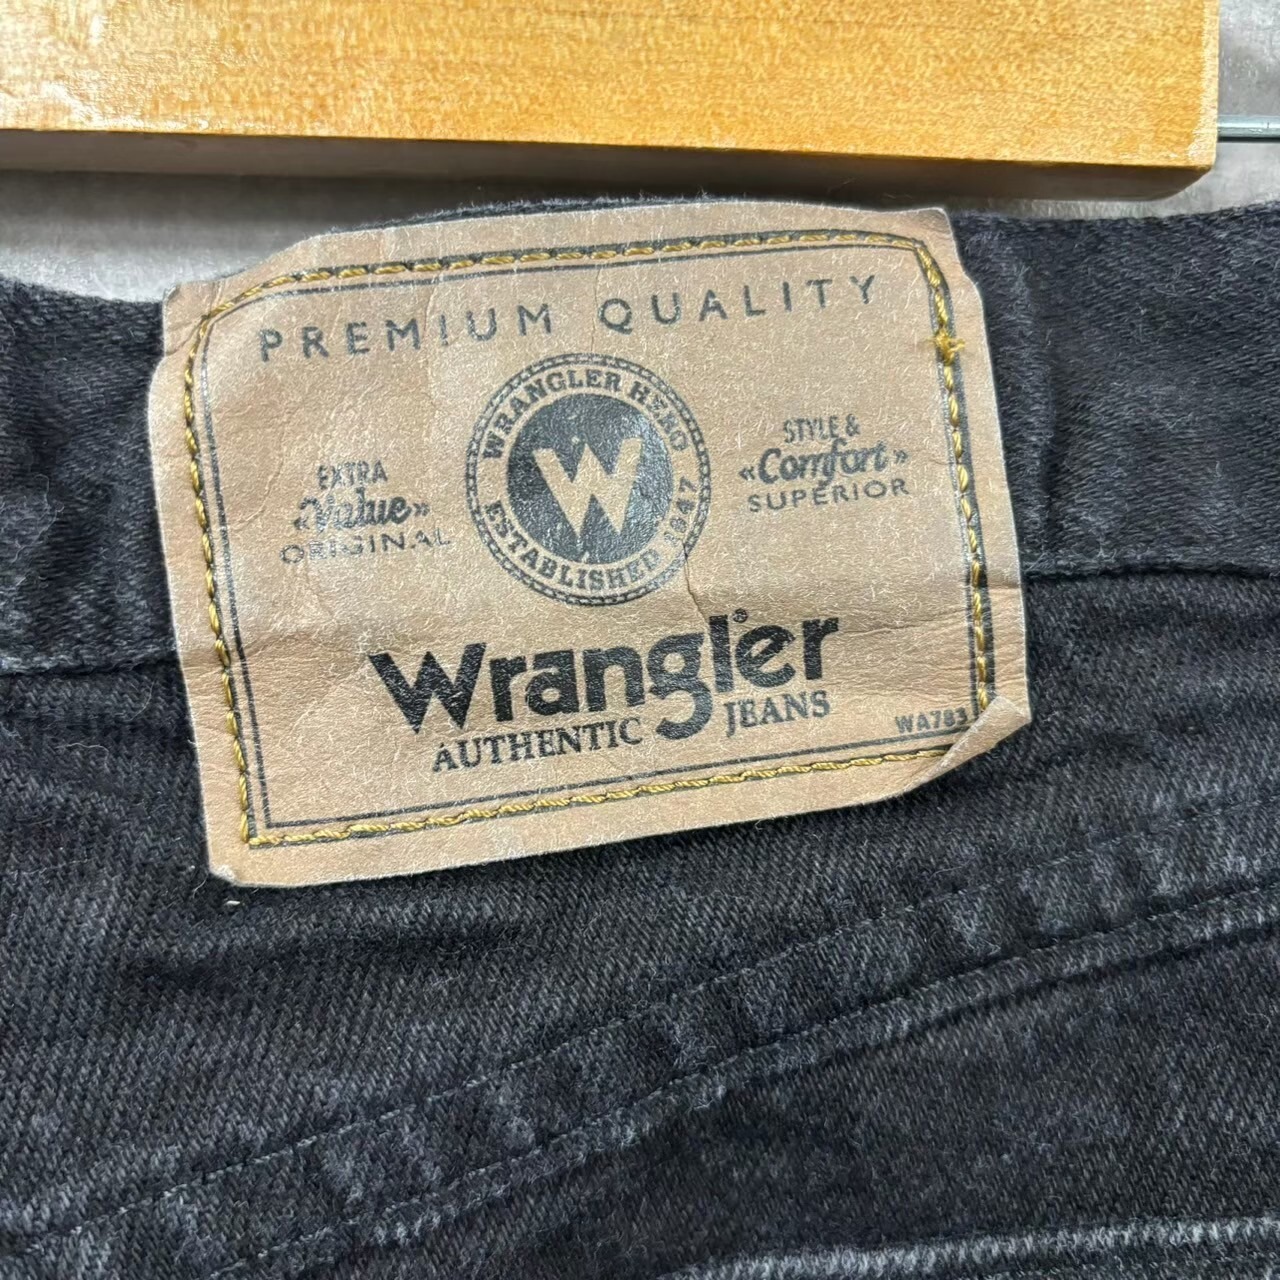 PREMIUM QUALITY
WRANGLER HERO
W
ESTABLISHED 1947
EXTRA
«Value»
ORIGINAL
STYLE &
«Comfort»
SUPERIOR
Wrangler®
AUTHENTIC JEANS
WA783